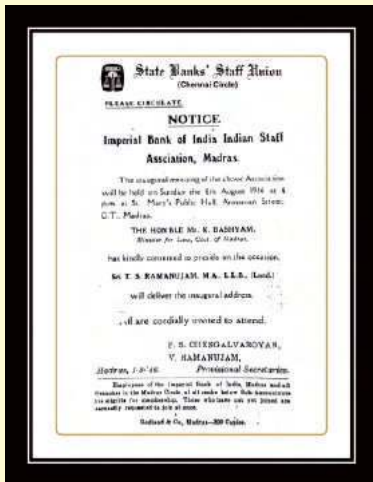 State Banks' Staff Union
(Chennai Circle)
PLEASE CIRCULATE.
NOTICE
Imperial Bank of India Indian Staff
Assciation, Madras.
The inaugural meeting of the above Association
will be held on Sunday the 4th August 1946 at 4
p.m. at St. Mary's Public Hall, Armenian Street,
G.T., Madras.
THE HON'BLE Mr. K. BASHYAM,
Minister for Law, Govt. of Madras.
has kindly consented to preside on the occasion.
Sri T. S. RAMANUJAM, M.A., L.L.B., (Lond.)
will deliver the inaugural address.
All are cordially invited to attend.
P. S. CHENGALVAROYAN,
V. RAMANUJAM,
Madras, 1-8-'46. Provisional Secretaries.
Employees of the Imperial Bank of India, Madras and all
branches in the Madras Circle, of all ranks below Sub-Accountants
are eligible for membership. Those who have not yet joined are
earnestly requested to join at once.
& Co, Madras—300 Copies.